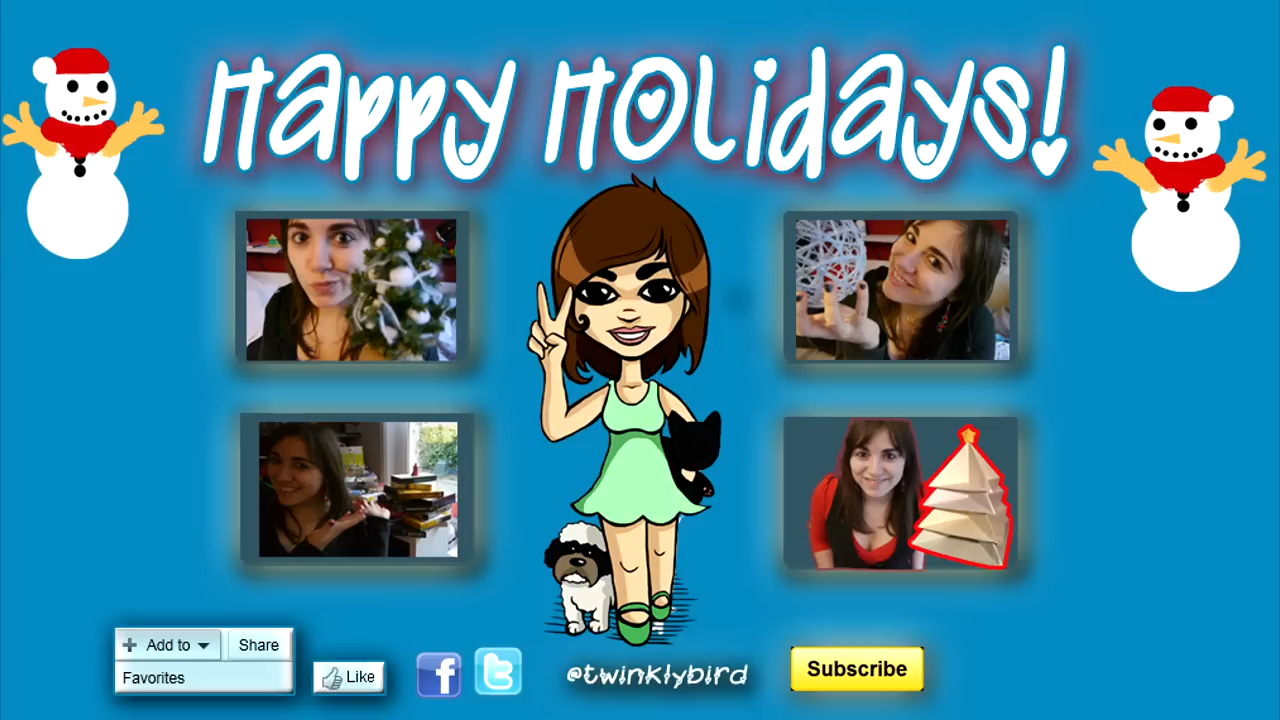 Happy Holidays!
Add to
Share
Favorites
Like
f
t
@twinklybird
Subscribe